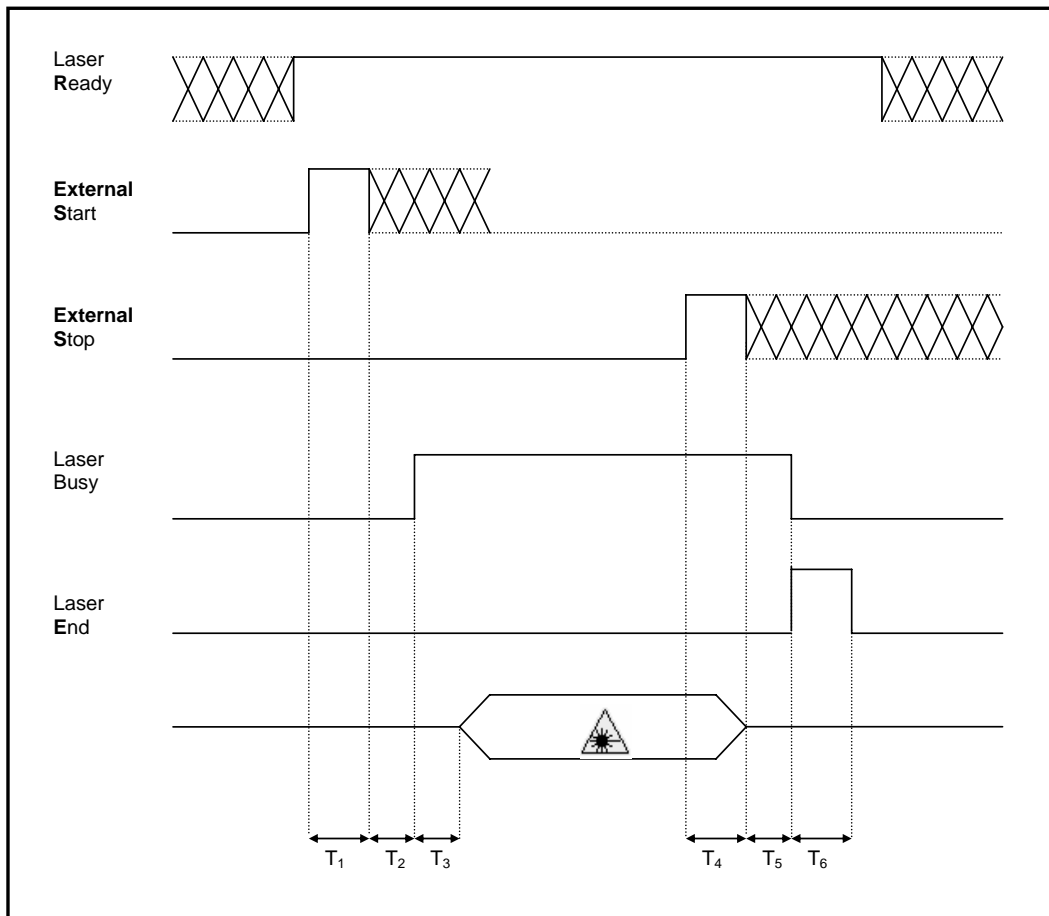 Laser
Ready
External
Start
External
Stop
Laser
Busy
Laser
End
T1 T2 T3 T4 T5 T6